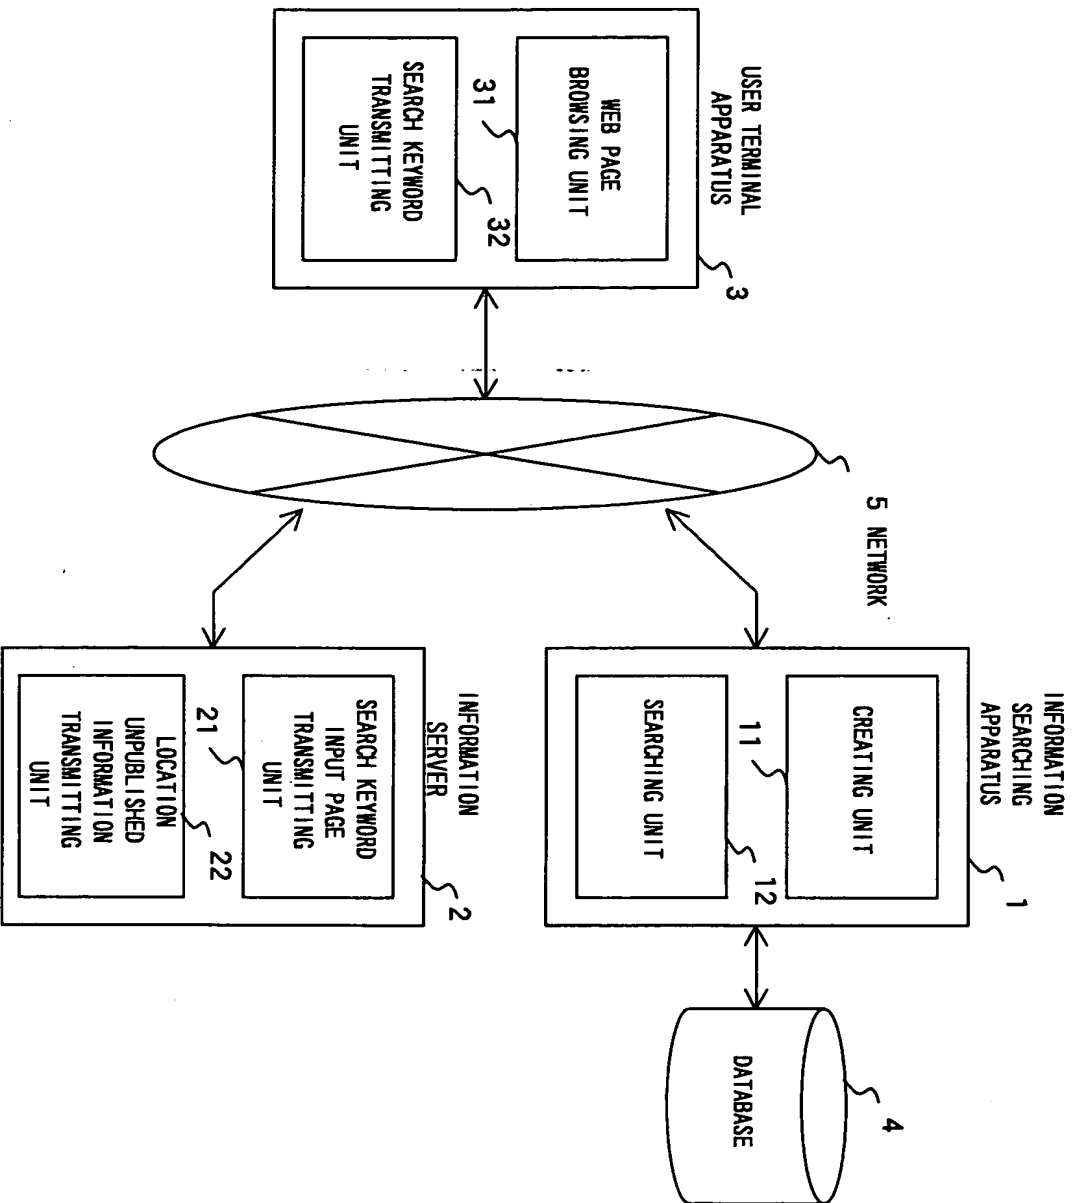 USER TERMINAL
APPARATUS
3
WEB PAGE
BROWSING UNIT
31
SEARCH KEYWORD
TRANSMITTING
UNIT
32
5 NETWORK
INFORMATION
SEARCHING
APPARATUS
1
CREATING UNIT
11
SEARCHING UNIT
12
DATABASE
4
INFORMATION
SERVER
2
SEARCH KEYWORD
INPUT PAGE
TRANSMITTING
UNIT
21
LOCATION
UNPUBLISHED
INFORMATION
TRANSMITTING
UNIT
22